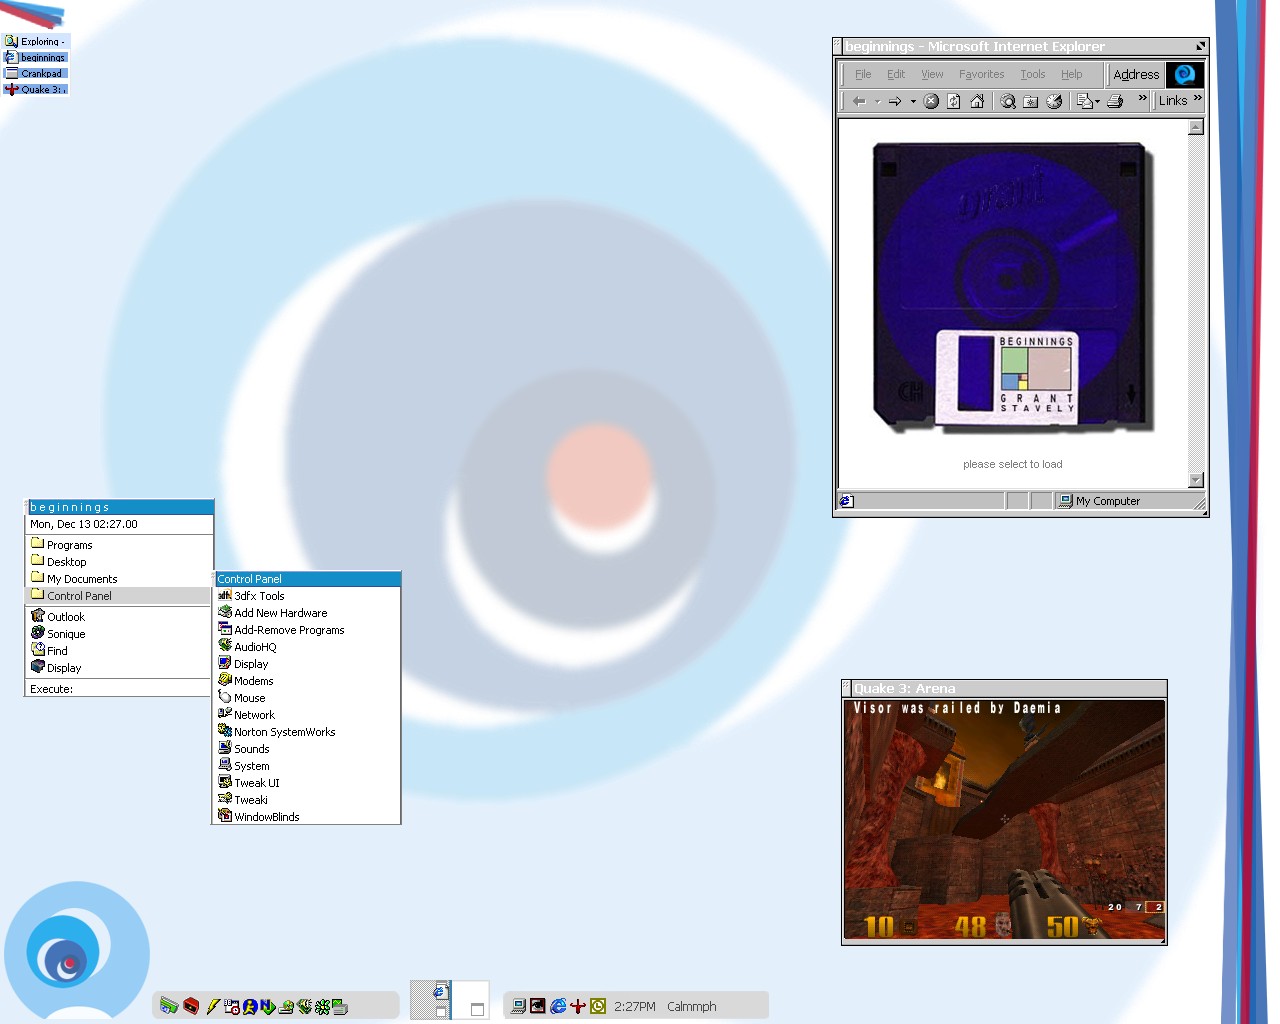 Exploring -
beginnings
Crankpad
Quake 3: A
beginnings - Microsoft Internet Explorer
File Edit View Favorites Tools Help Address
Links
grant
BEGINNINGS
GRANT
STAVELY
CH
please select to load
My Computer
beginnings
Mon, Dec 13 02:27.00
Programs
Desktop
My Documents
Control Panel
Outlook
Sonique
Find
Display
Execute:
Control Panel
3dfx Tools
Add New Hardware
Add-Remove Programs
AudioHQ
Display
Modems
Mouse
Network
Norton SystemWorks
Sounds
System
Tweak UI
Tweaki
WindowBlinds
Quake 3: Arena
Visor was railed by Daemia
20 7 2
10 48 50
2:27PM Calmmph